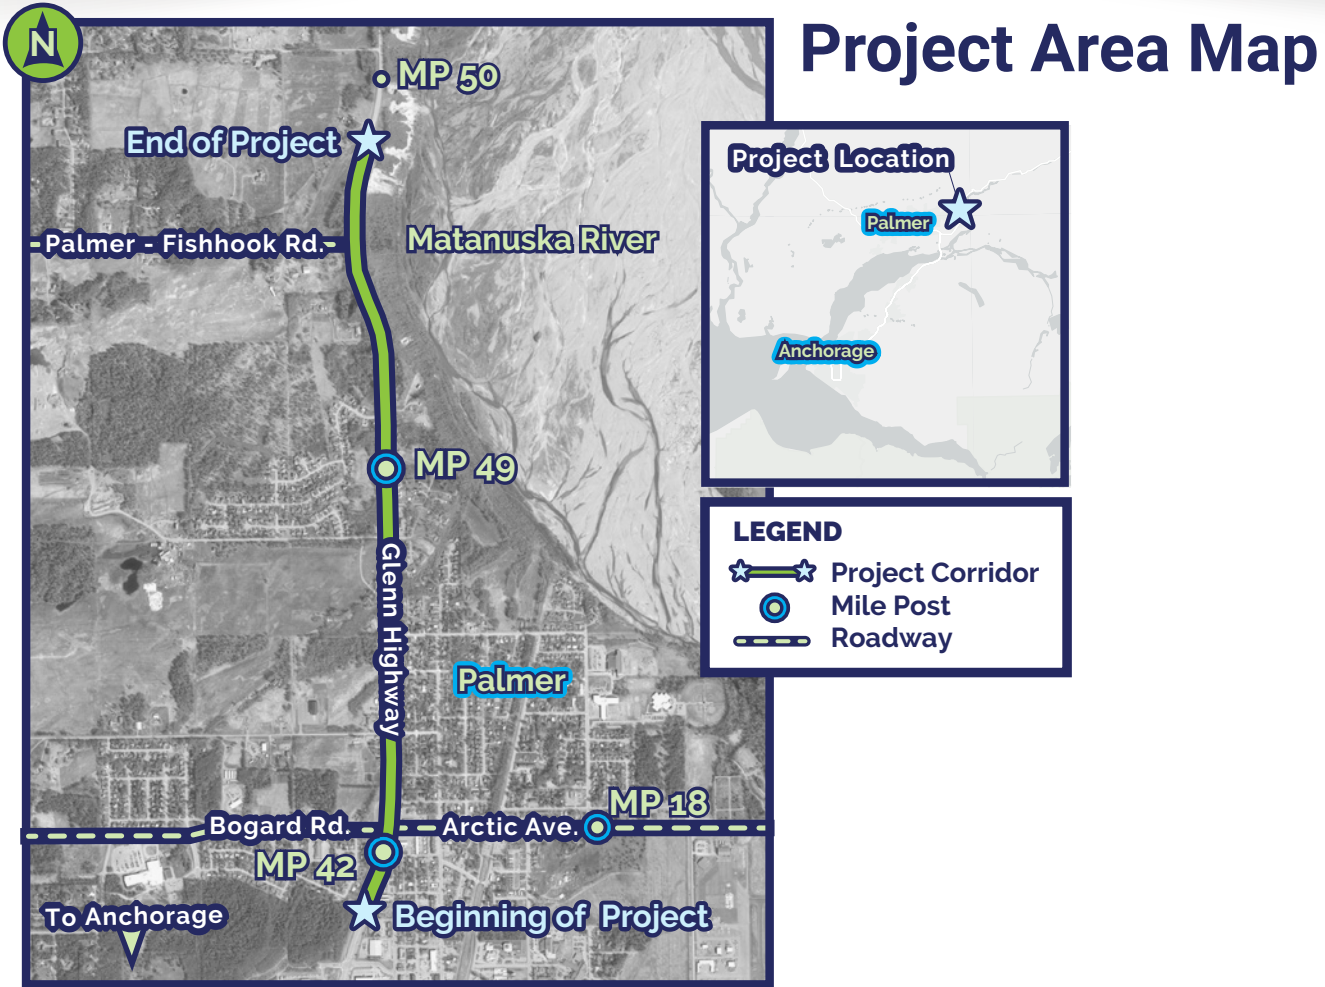 N
Project Area Map
MP 50
End of Project
Palmer - Fishhook Rd.
Matanuska River
MP 49
Glenn Highway
Palmer
MP 18
Bogard Rd.
Arctic Ave.
MP 42
To Anchorage
Beginning of Project
Project Location
Palmer
Anchorage
LEGEND
Project Corridor
Mile Post
Roadway